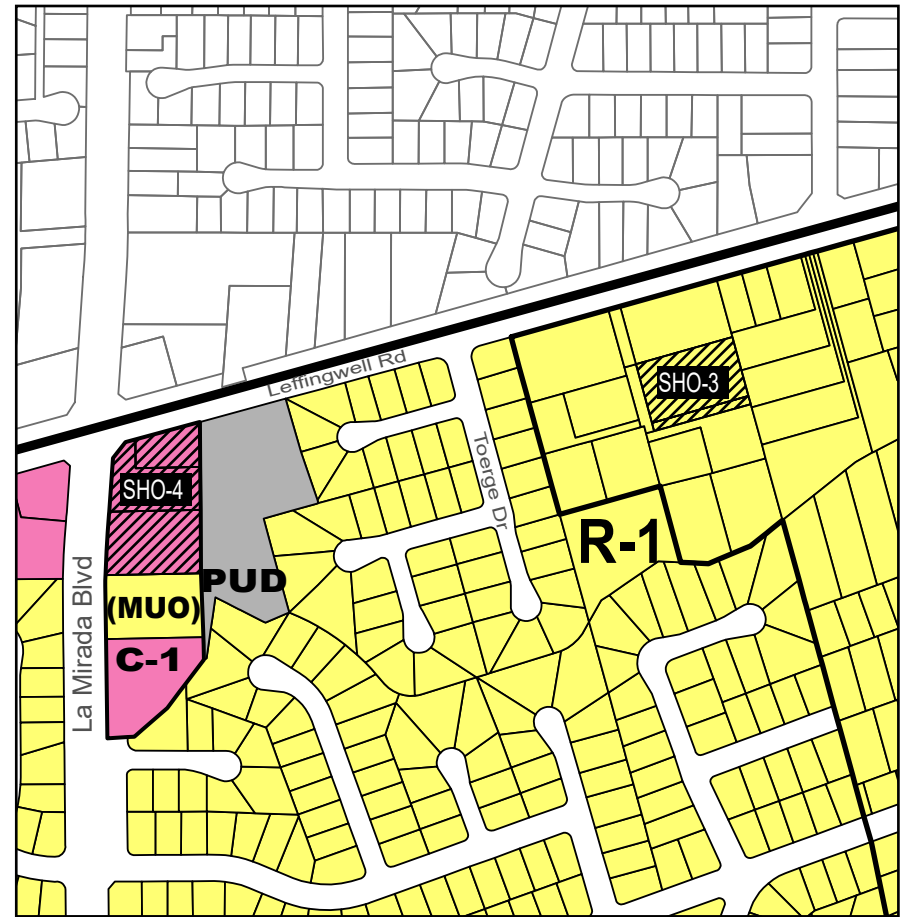 Leffingwell Rd
SHO-3
Toerge Dr
SHO-4
R-1
PUD
(MUO)
C-1
La Mirada Blvd